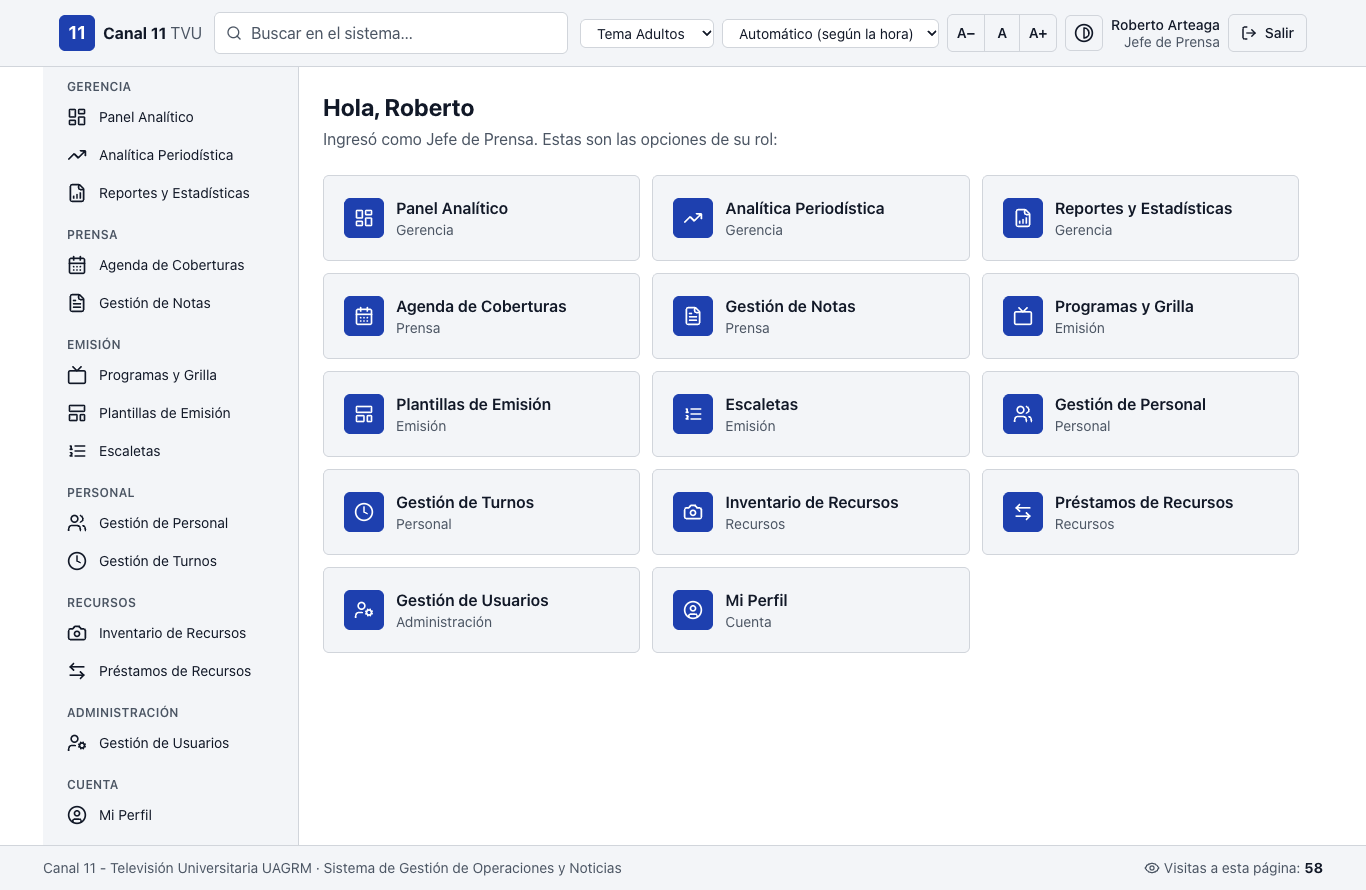 11 Canal 11 TVU
Buscar en el sistema...
Tema Adultos
Automático (según la hora)
A− A A+
Roberto Arteaga
Jefe de Prensa
Salir
GERENCIA
Panel Analítico
Analítica Periodística
Reportes y Estadísticas
PRENSA
Agenda de Coberturas
Gestión de Notas
EMISIÓN
Programas y Grilla
Plantillas de Emisión
Escaletas
PERSONAL
Gestión de Personal
Gestión de Turnos
RECURSOS
Inventario de Recursos
Préstamos de Recursos
ADMINISTRACIÓN
Gestión de Usuarios
CUENTA
Mi Perfil
Hola, Roberto
Ingresó como Jefe de Prensa. Estas son las opciones de su rol:
Panel Analítico
Gerencia
Analítica Periodística
Gerencia
Reportes y Estadísticas
Gerencia
Agenda de Coberturas
Prensa
Gestión de Notas
Prensa
Programas y Grilla
Emisión
Plantillas de Emisión
Emisión
Escaletas
Emisión
Gestión de Personal
Personal
Gestión de Turnos
Personal
Inventario de Recursos
Recursos
Préstamos de Recursos
Recursos
Gestión de Usuarios
Administración
Mi Perfil
Cuenta
Canal 11 - Televisión Universitaria UAGRM · Sistema de Gestión de Operaciones y Noticias
Visitas a esta página: 58